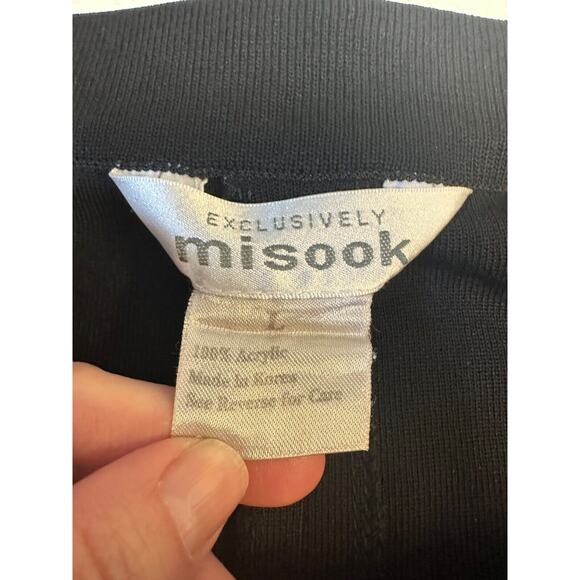 EXCLUSIVELY
misook
L
100% Acrylic
Made in Korea
See Reverse for Care